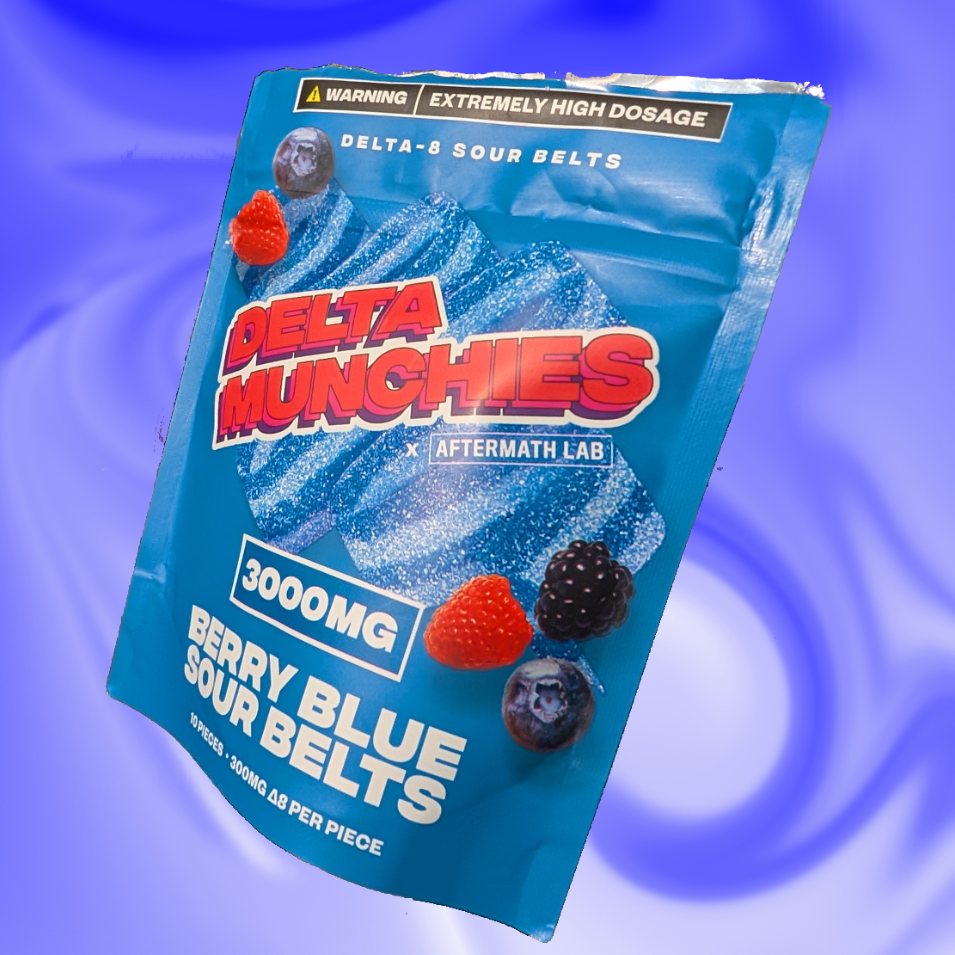 ⚠ WARNING | EXTREMELY HIGH DOSAGE
DELTA-8 SOUR BELTS
DELTA
MUNCHIES
x AFTERMATH LAB
3000MG
BERRY BLUE
SOUR BELTS
10 PIECES • 300MG Δ8 PER PIECE